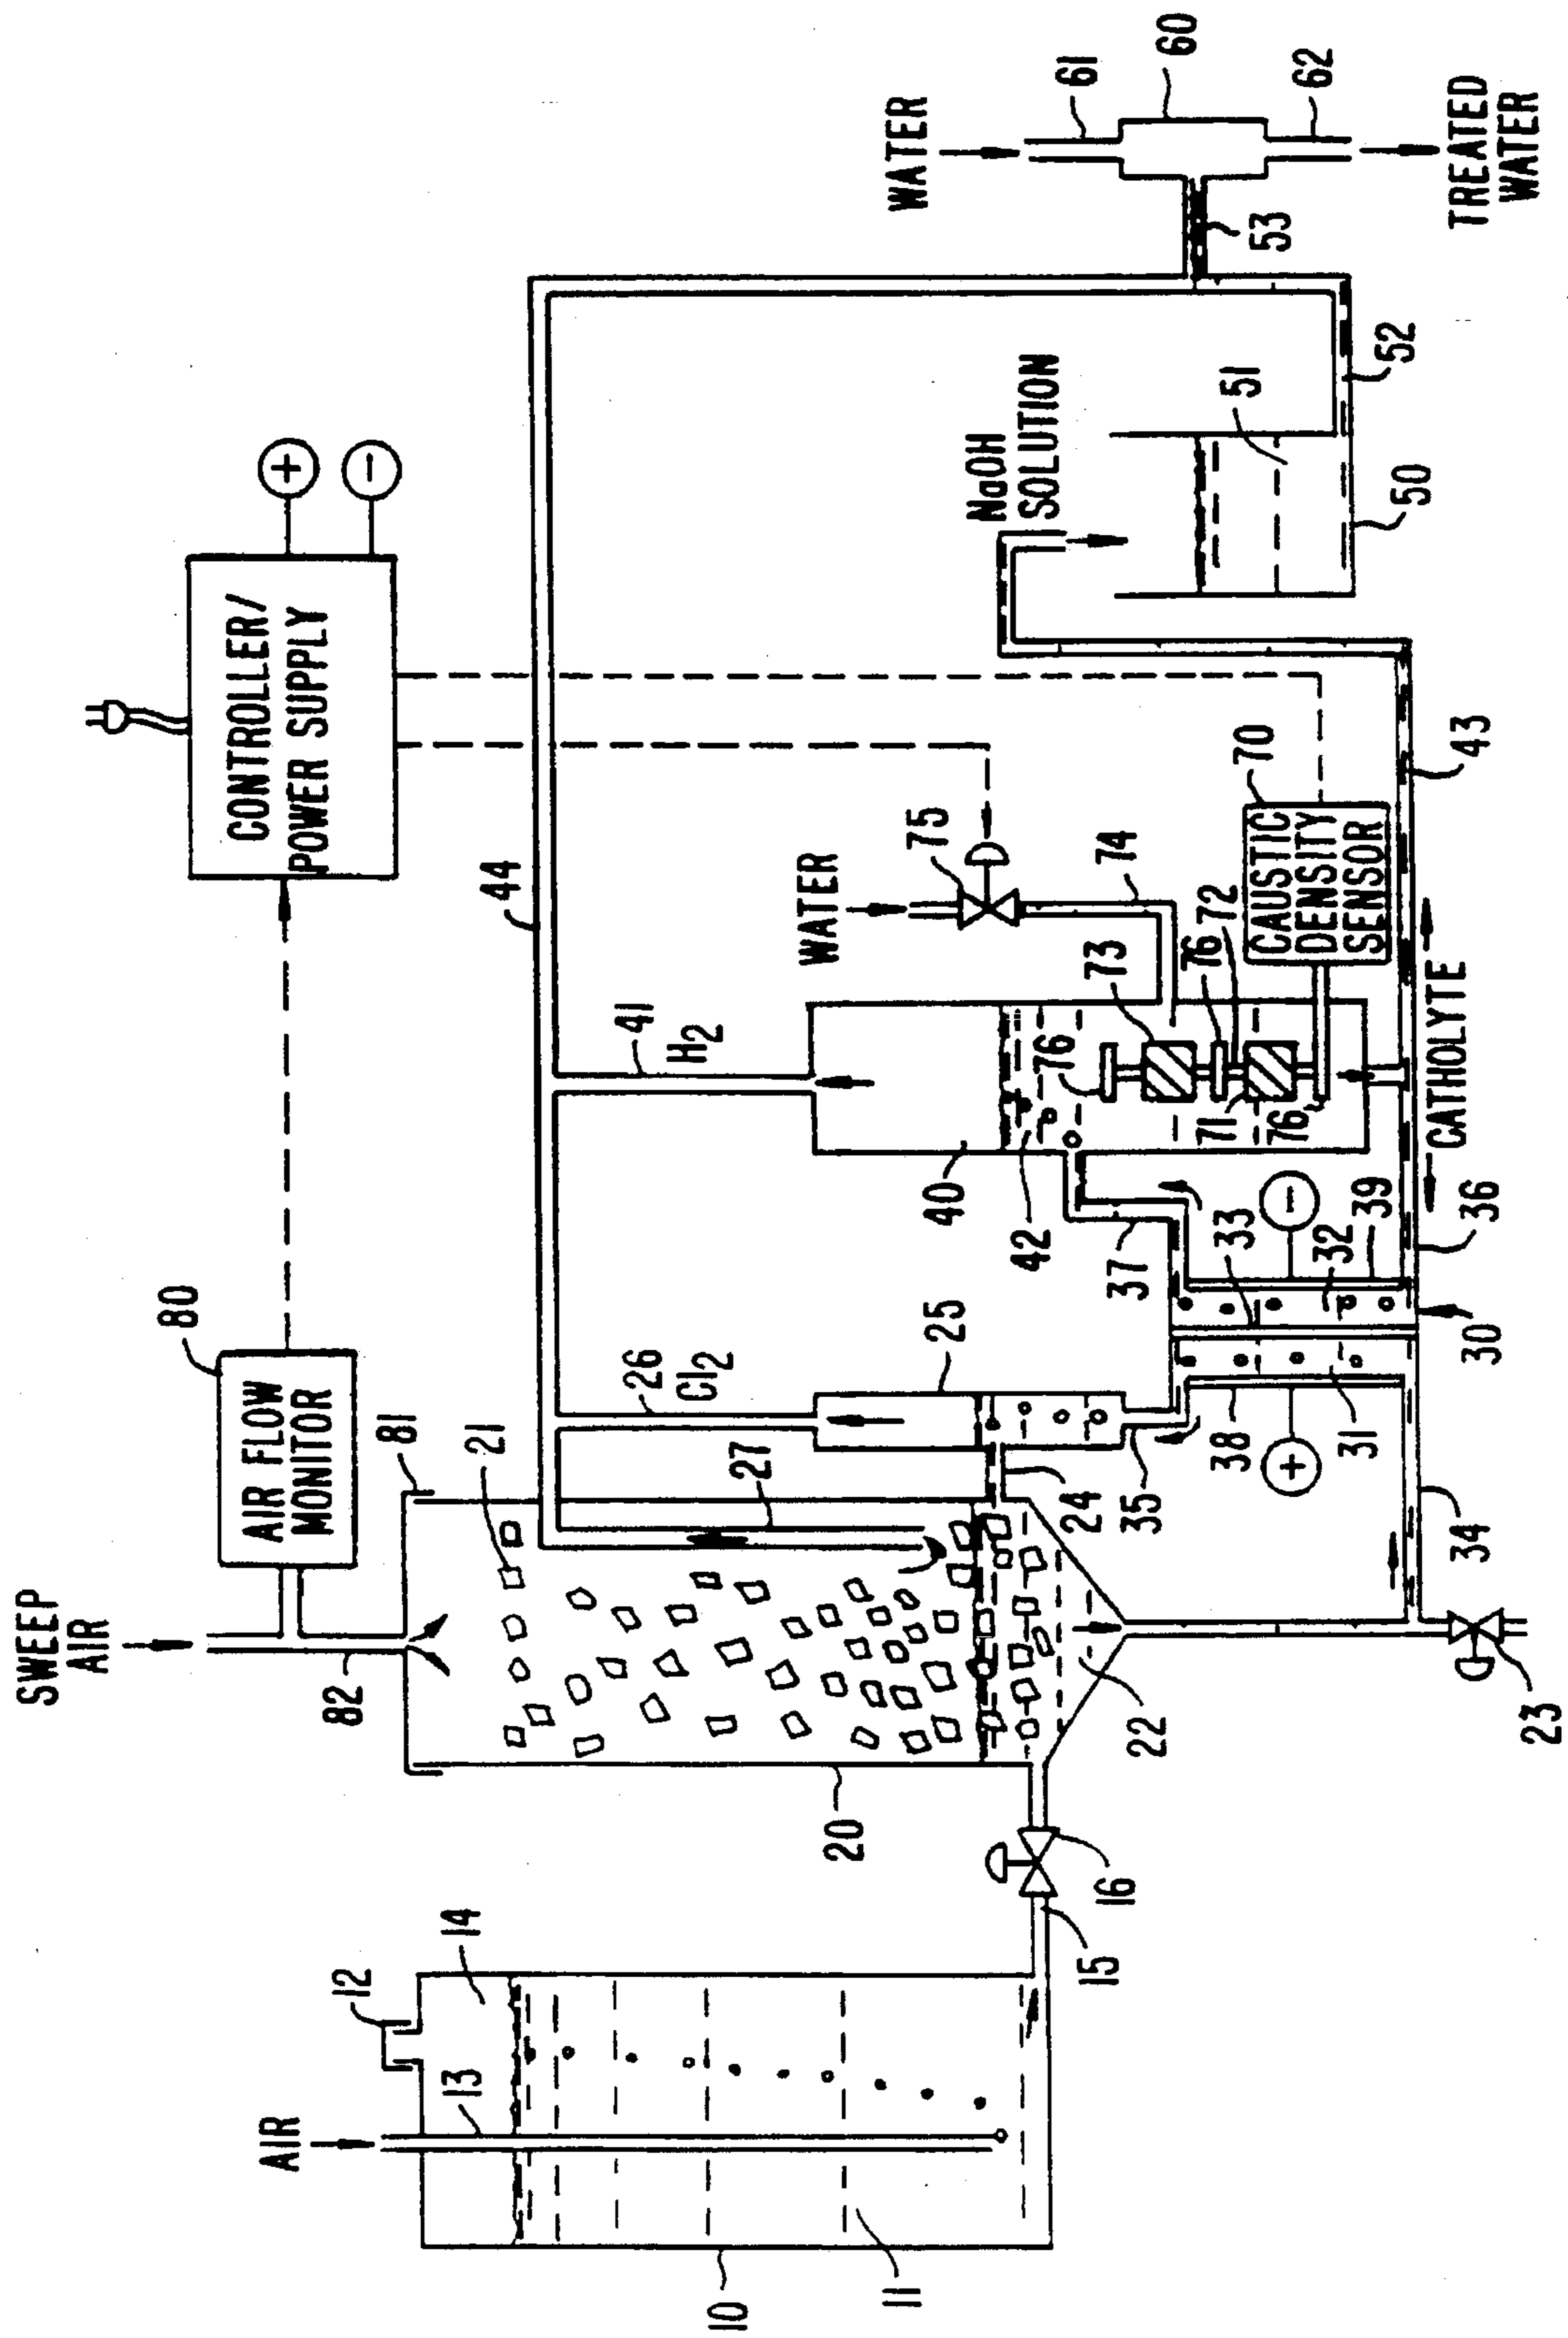 SWEEP
AIR
82
AIR FLOW
MONITOR
80
81
CONTROLLER/
POWER SUPPLY
+
−
AIR
13
12
14
10
11
15
16
20
21
22
23
24
25
26
Cl2
27
44
41
H2
40
42
WATER
75
74
73
76
76
72
71
76
70
CAUSTIC
DENSITY
SENSOR
NaOH
SOLUTION
51
50
52
53
WATER
61
60
62
TREATED
WATER
43
CATHOLYTE
36
37
33
32
−
39
30
35
38
+
31
34